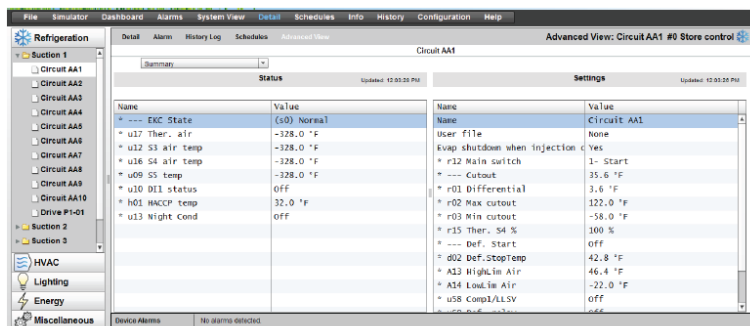 File Simulator Dashboard Alarms System View Detail Schedules Info History Configuration Help
Refrigeration
Detail Alarm History Log Schedules Advanced View
Advanced View: Circuit AA1 #0 Store control
Suction 1
Circuit AA1
Circuit AA2
Circuit AA3
Circuit AA4
Circuit AA5
Circuit AA6
Circuit AA7
Circuit AA8
Circuit AA9
Circuit AA10
Drive P1-01
Suction 2
Suction 3
HVAC
Lighting
Energy
Miscellaneous
Circuit AA1
Summary
Status Updated: 12:03:28 PM
Name Value
* --- EKC State (s0) Normal
* u17 Ther. air -328.0 °F
* u12 S3 air temp -328.0 °F
* u16 S4 air temp -328.0 °F
* u09 S5 temp -328.0 °F
* u10 DI1 status Off
* h01 HACCP temp 32.0 °F
* u13 Night Cond Off
Settings Updated: 12:03:26 PM
Name Value
Name Circuit AA1
User file None
Evap shutdown when injection Yes
* r12 Main switch 1- Start
* --- Cutout 35.6 °F
* r01 Differential 3.6 °F
* r02 Max cutout 122.0 °F
* r03 Min cutout -58.0 °F
* r15 Ther. S4 % 100 %
* --- Def. Start Off
* d02 Def.StopTemp 42.8 °F
* A13 HighLim Air 46.4 °F
* A14 LowLim Air -22.0 °F
* u58 Comp1/LLSV Off
Device Alarms No alarms detected.